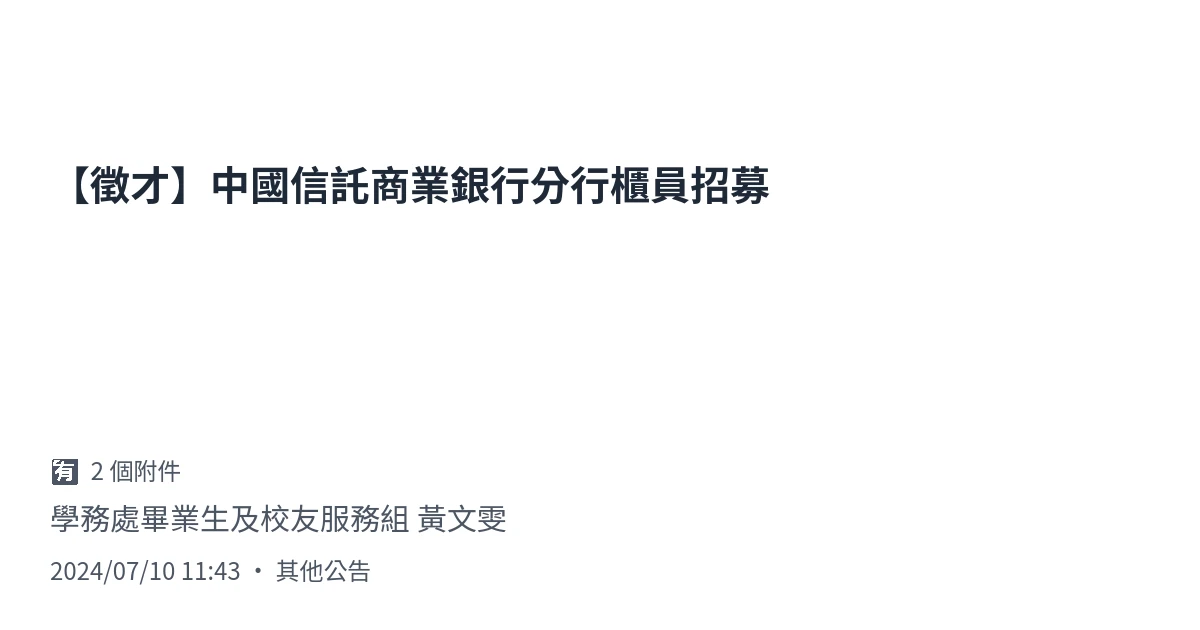 【徵才】中國信託商業銀行分行櫃員招募
🈶 2 個附件
學務處畢業生及校友服務組 黃文雯
2024/07/10 11:43 • 其他公告